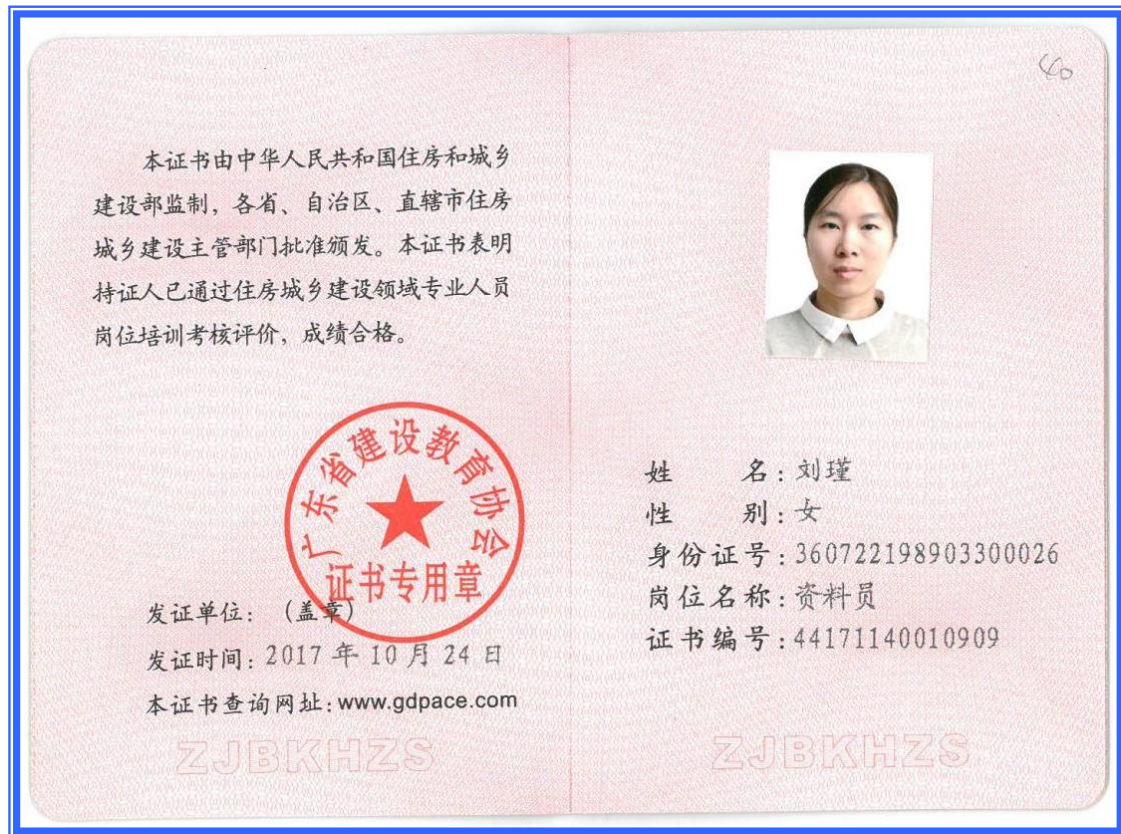 40
本证书由中华人民共和国住房和城乡
建设部监制，各省、自治区、直辖市住房
城乡建设主管部门批准颁发。本证书表明
持证人已通过住房城乡建设领域专业人员
岗位培训考核评价，成绩合格。
广东省建设教育协会
证书专用章
发证单位：（盖章）
发证时间：2017 年 10 月 24 日
本证书查询网址：www.gdpace.com
ZJBKHZS
姓 名：刘瑾
性 别：女
身份证号：360722198903300026
岗位名称：资料员
证书编号：44171140010909
ZJBKHZS